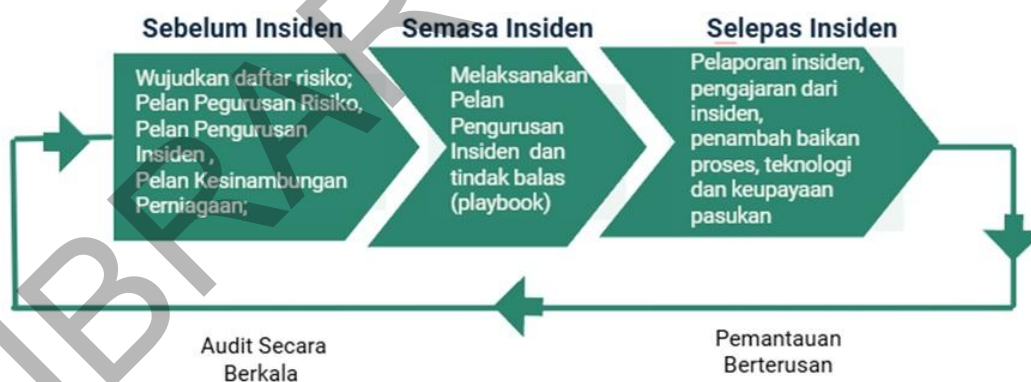 Sebelum Insiden
Wujudkan daftar risiko;
Pelan Pegurusan Risiko,
Pelan Pengurusan
Insiden ,
Pelan Kesinambungan
Perniagaan;
Semasa Insiden
Melaksanakan
Pelan
Pengurusan
Insiden dan
tindak balas
(playbook)
Selepas Insiden
Pelaporan insiden,
pengajaran dari
insiden,
penambah baikan
proses, teknologi
dan keupayaan
pasukan
Audit Secara
Berkala
Pemantauan
Berterusan